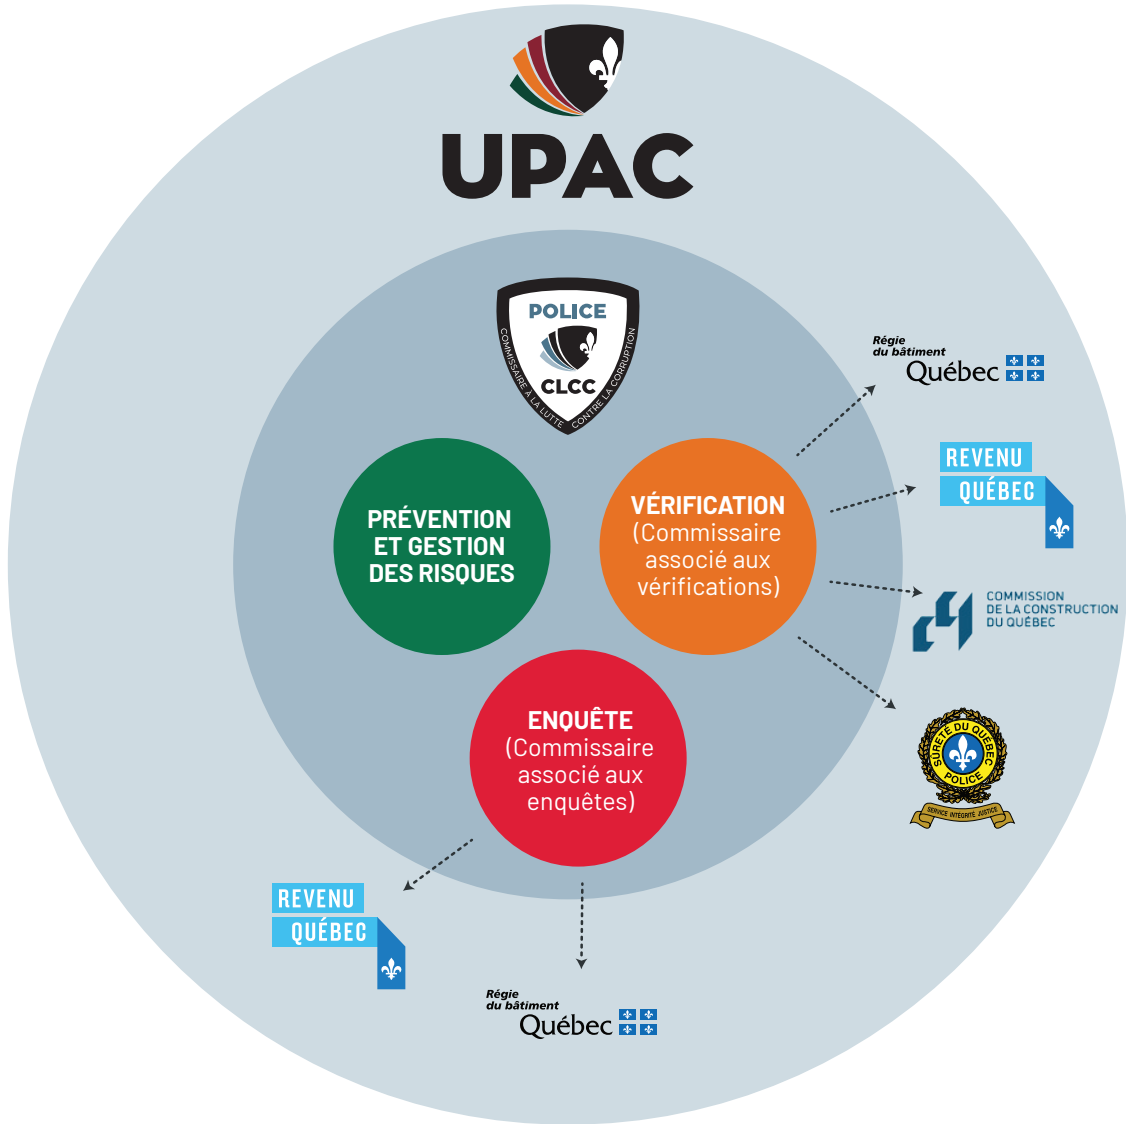 UPAC
POLICE
CLCC
COMMISSAIRE À LA LUTTE CONTRE LA CORRUPTION
Régie
du bâtiment
Québec
REVENU
QUÉBEC
PRÉVENTION
ET GESTION
DES RISQUES
VÉRIFICATION
(Commissaire
associé aux
vérifications)
COMMISSION
DE LA CONSTRUCTION
DU QUÉBEC
ENQUÊTE
(Commissaire
associé aux
enquêtes)
SÛRETÉ DU QUÉBEC
POLICE
SERVICE INTÉGRITÉ JUSTICE
REVENU
QUÉBEC
Régie
du bâtiment
Québec